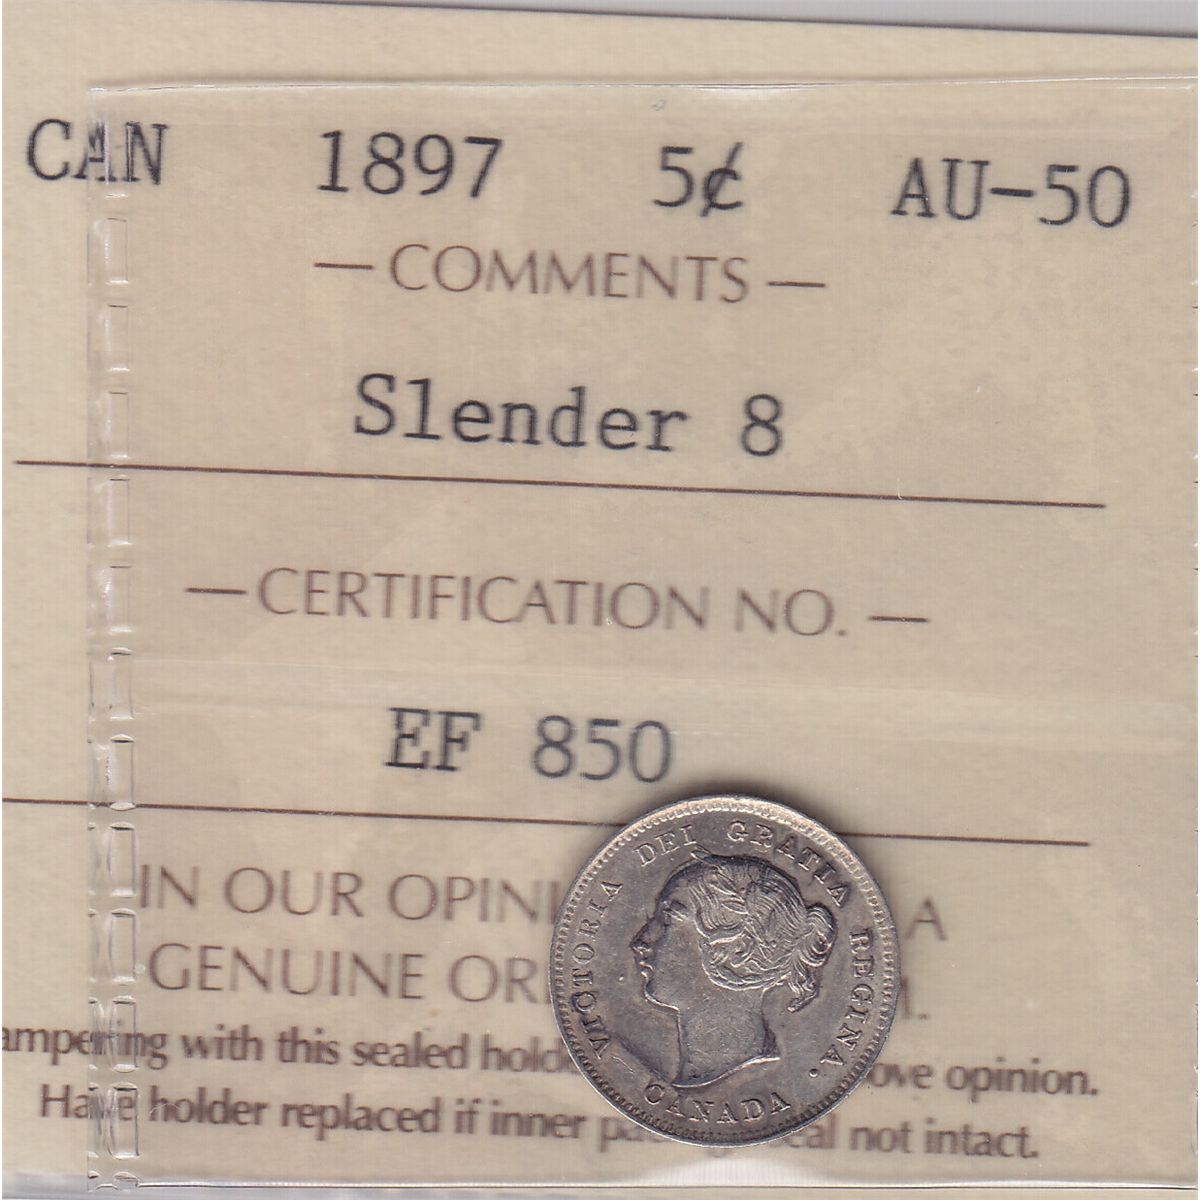 CAN 1897 5¢ AU-50
— COMMENTS —
Slender 8
— CERTIFICATION NO. —
EF 850
IN OUR OPINI A
GENUINE ORI M.
ampering with this sealed hold ove opinion.
Have holder replaced if inner pa eal not intact.
VICTORIA DEI GRATIA REGINA.
CANADA